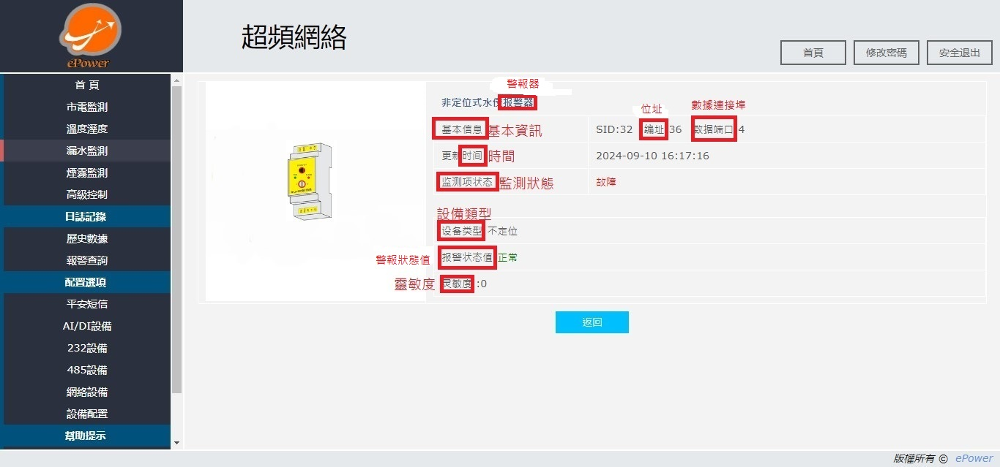 ePower
超頻網絡
首頁
修改密碼
安全退出
首 頁
市電監測
溫度溼度
漏水監測
煙霧監測
高級控制
日誌記錄
歷史數據
報警查詢
配置選項
平安短信
AI/DI設備
232設備
485設備
網絡設備
設備配置
幫助提示
警報器
非定位式水侵报警器
位址
數據連接埠
基本信息 基本資訊
SID:32 编址 36 数据端口 4
更新时间 時間
2024-09-10 16:17:16
监测项状态 監測狀態
故障
設備類型
设备类型 不定位
警報狀態值 报警状态值 正常
靈敏度 灵敏度 :0
返回
版權所有 © ePower